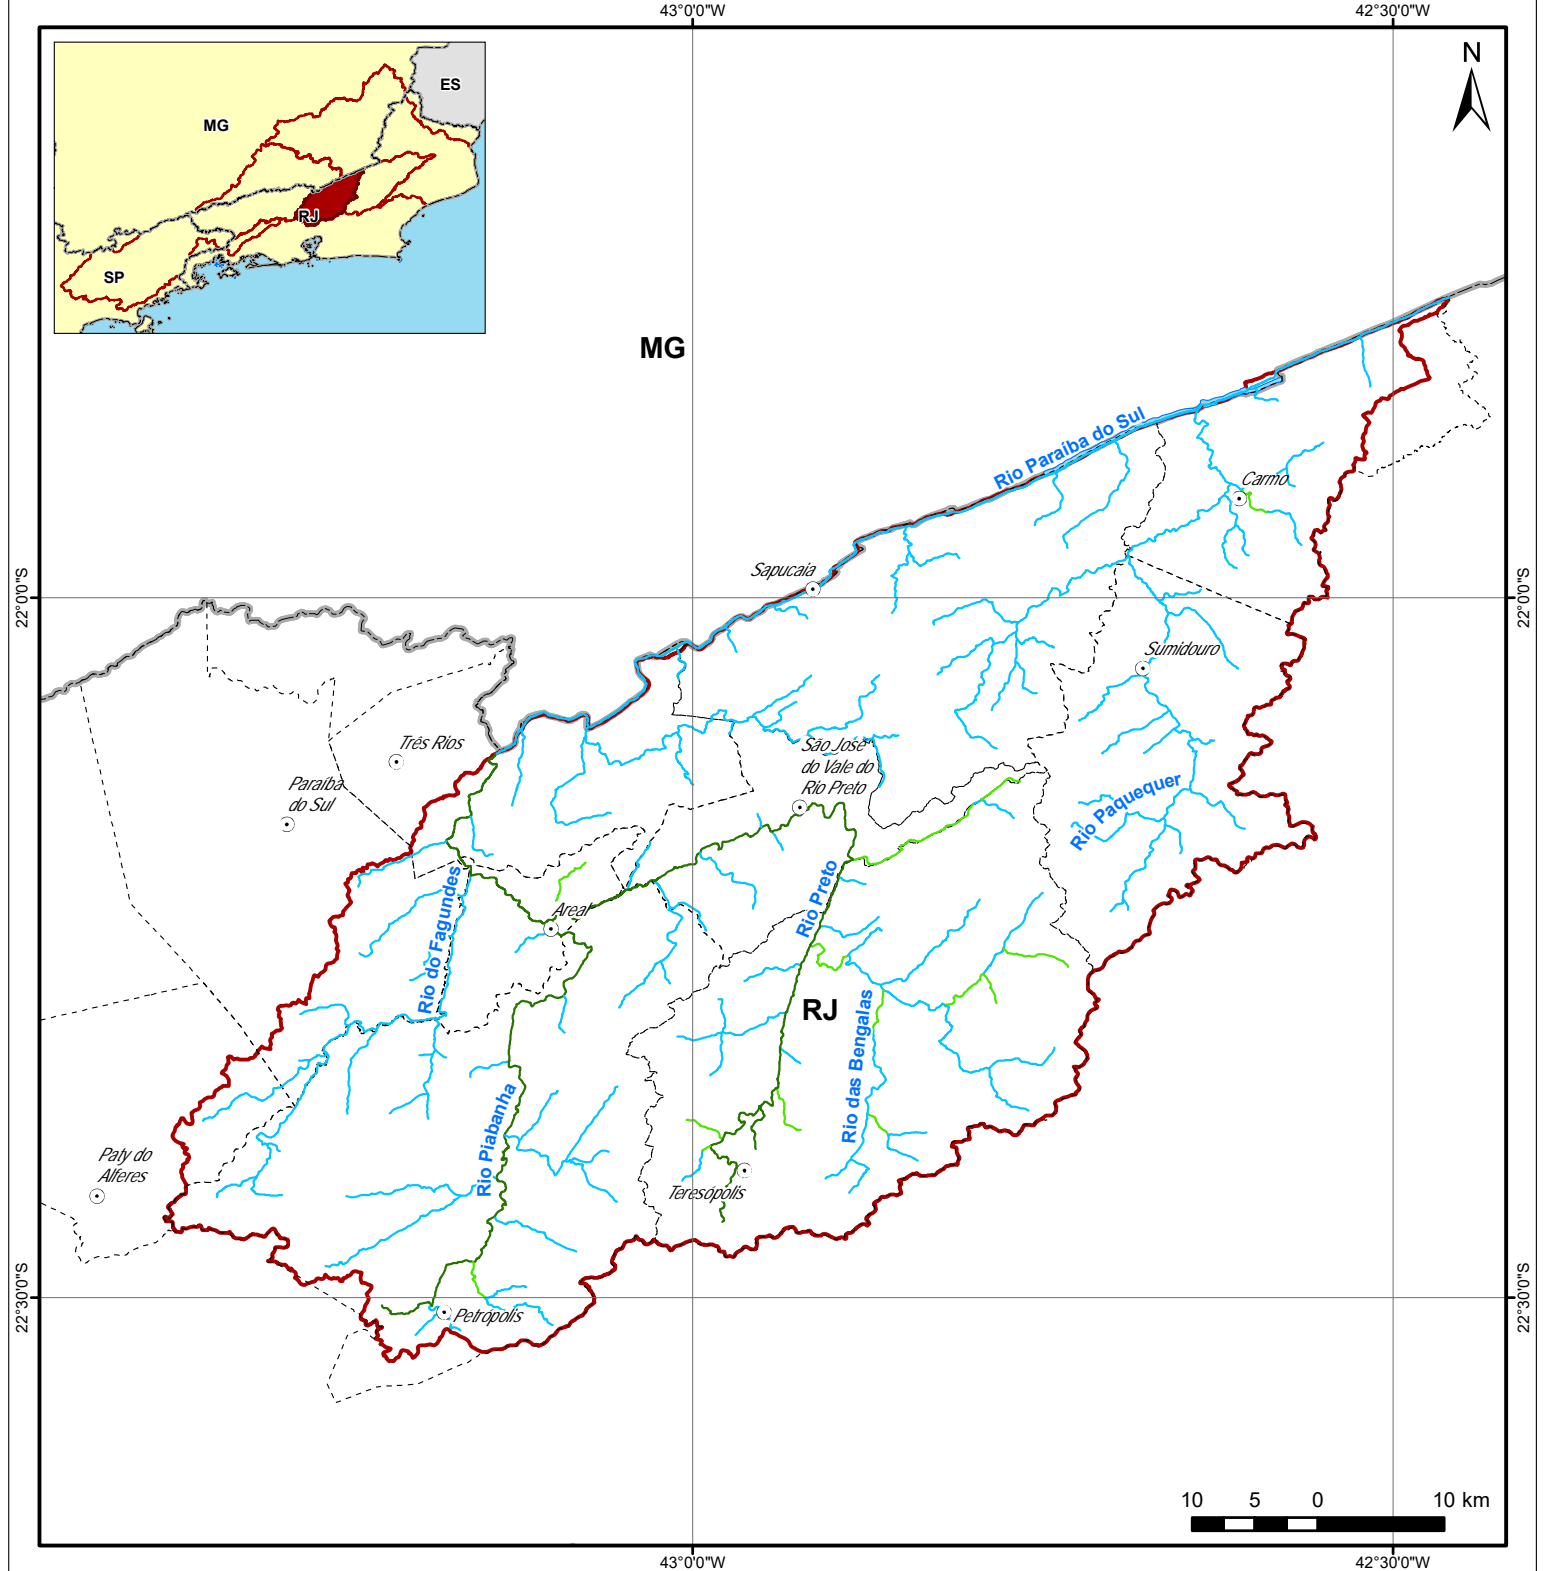 43°0'0"W
42°30'0"W
N
ES
MG
RJ
SP
MG
Rio Paraíba do Sul
Carmo
Sapucaia
22°0'0"S
22°0'0"S
Sumidouro
Três Rios
São José
do Vale do
Rio Preto
Paraíba
do Sul
Rio Paquequer
Rio do Fagundes
Areal
Rio Preto
RJ
Rio das Bengalas
Rio Piabanha
Paty do
Alferes
Teresópolis
22°30'0"S
22°30'0"S
Petrópolis
10 5 0 10 km
43°0'0"W
42°30'0"W